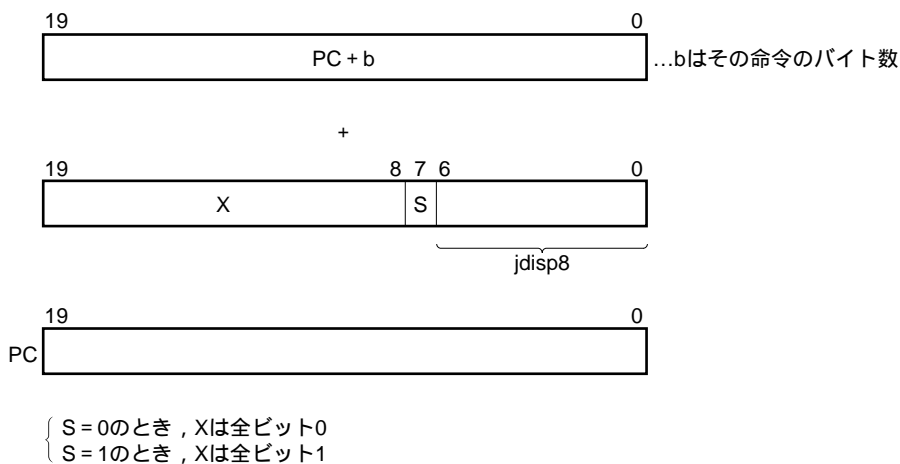 19 0
PC + b …bはその命令のバイト数
+
19 8 7 6 0
X S
jdisp8
19 0
PC
S = 0のとき，Xは全ビット0
S = 1のとき，Xは全ビット1